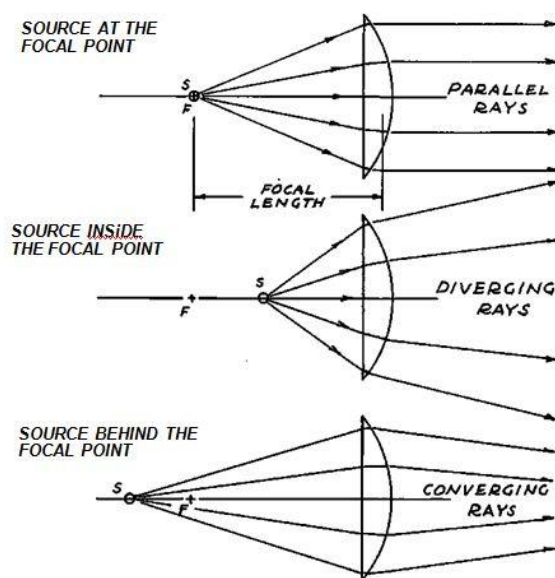 SOURCE AT THE
FOCAL POINT
S
F
PARALLEL
RAYS
FOCAL
LENGTH
SOURCE INSiDE
THE FOCAL POINT
S
F
DIVERGING
RAYS
SOURCE BEHIND THE
FOCAL POINT
S
F
CONVERGING
RAYS